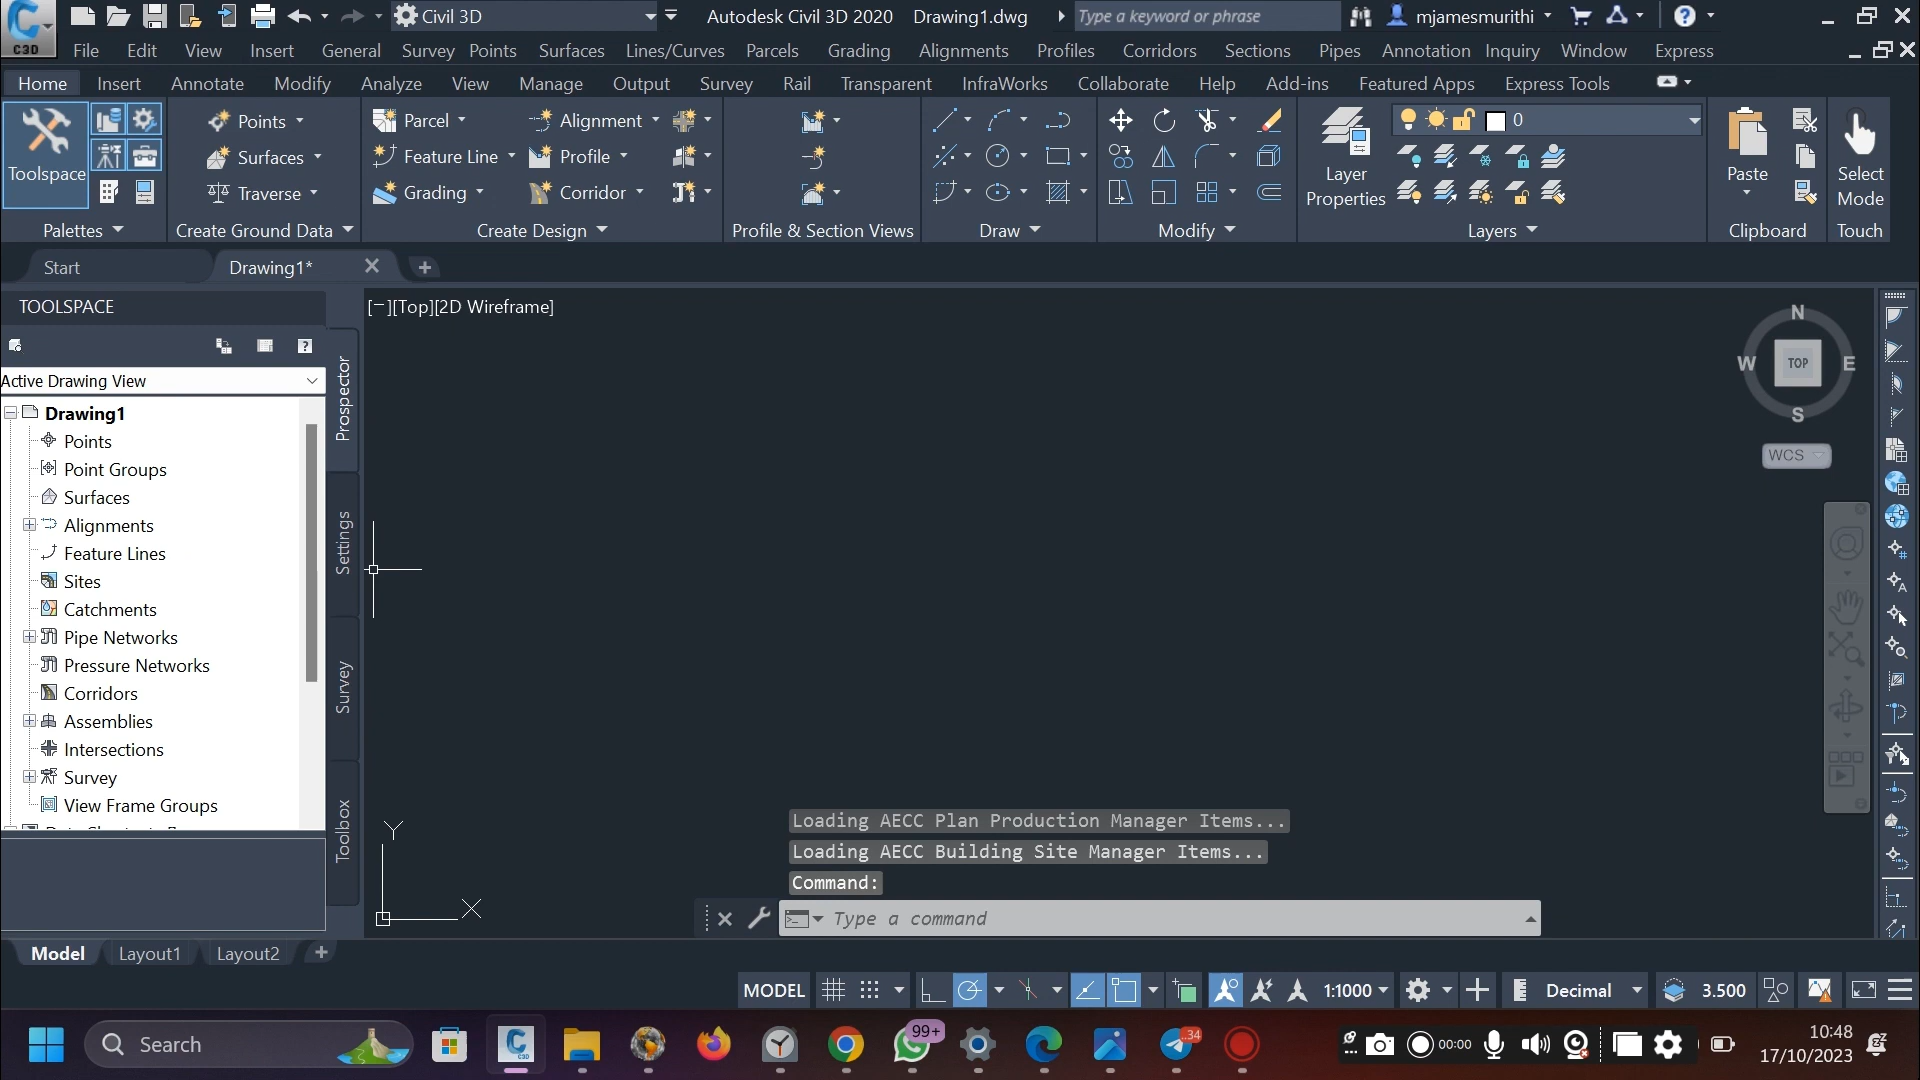 C3D
Civil 3D
Autodesk Civil 3D 2020
Drawing1.dwg
Type a keyword or phrase
mjamesmurithi
File Edit View Insert General Survey Points Surfaces Lines/Curves Parcels Grading Alignments Profiles Corridors Sections Pipes Annotation Inquiry Window Express
Home Insert Annotate Modify Analyze View Manage Output Survey Rail Transparent InfraWorks Collaborate Help Add-ins Featured Apps Express Tools
Toolspace
Palettes
Points
Surfaces
Traverse
Create Ground Data
Parcel
Feature Line
Grading
Alignment
Profile
Corridor
Create Design
Profile & Section Views
Draw
Modify
Layer
Properties
0
Layers
Paste
Clipboard
Select
Mode
Touch
Start
Drawing1*
TOOLSPACE
Active Drawing View
Drawing1
Points
Point Groups
Surfaces
Alignments
Feature Lines
Sites
Catchments
Pipe Networks
Pressure Networks
Corridors
Assemblies
Intersections
Survey
View Frame Groups
Prospector
Settings
Survey
Toolbox
[−][Top][2D Wireframe]
N
W TOP E
S
WCS
Y
X
Loading AECC Plan Production Manager Items...
Loading AECC Building Site Manager Items...
Command:
Type a command
Model Layout1 Layout2
MODEL
1:1000
Decimal
3.500
Search
C3D
99+
34
00:00
10:48
17/10/2023